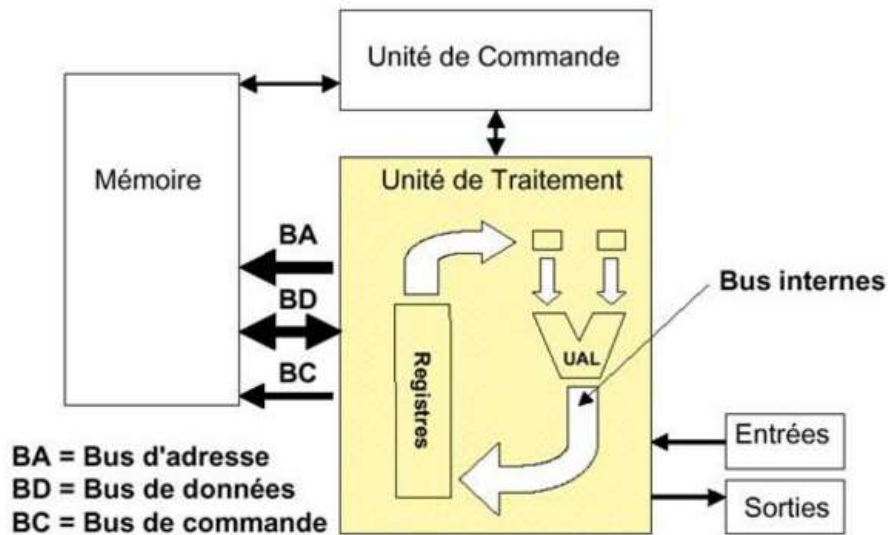 Unité de Commande
Mémoire
Unité de Traitement
BA
BD
BC
Registres
UAL
Bus internes
Entrées
Sorties
BA = Bus d'adresse
BD = Bus de données
BC = Bus de commande